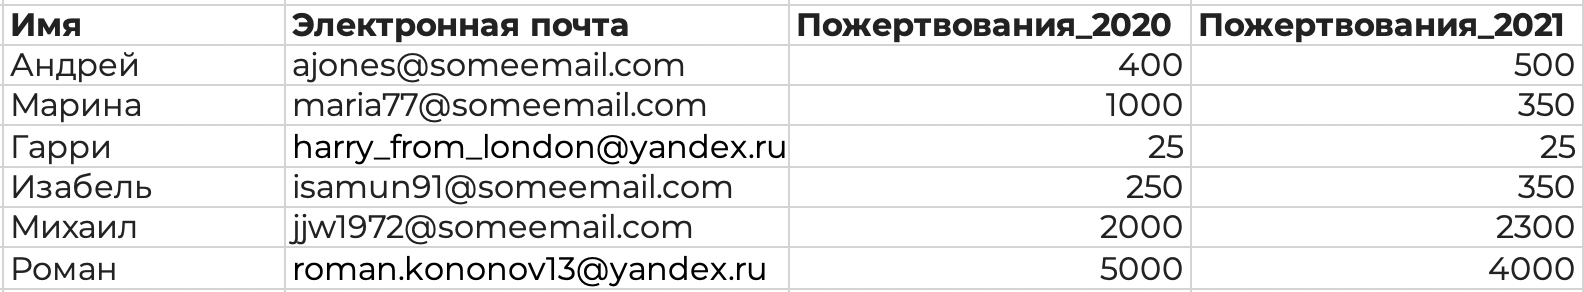 Имя Электронная почта Пожертвования_2020 Пожертвования_2021
Андрей ajones@someemail.com 400 500
Марина maria77@someemail.com 1000 350
Гарри harry_from_london@yandex.ru 25 25
Изабель isamun91@someemail.com 250 350
Михаил jjw1972@someemail.com 2000 2300
Роман roman.kononov13@yandex.ru 5000 4000